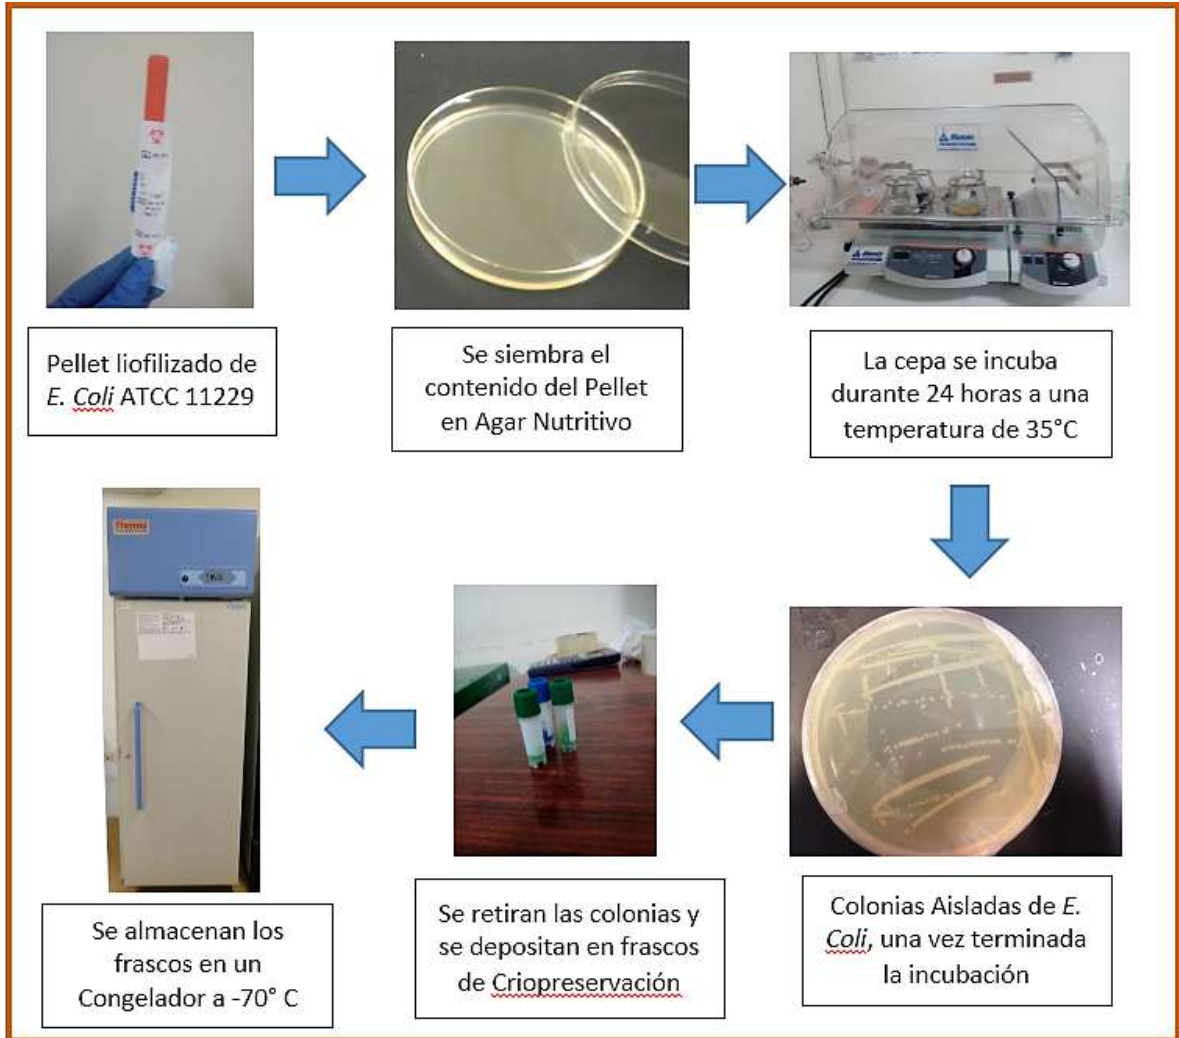 Pellet liofilizado de
E. Coli ATCC 11229
Se siembra el
contenido del Pellet
en Agar Nutritivo
La cepa se incuba
durante 24 horas a una
temperatura de 35°C
Colonias Aisladas de E.
Coli, una vez terminada
la incubación
Se retiran las colonias y
se depositan en frascos
de Criopreservación
Se almacenan los
frascos en un
Congelador a -70° C